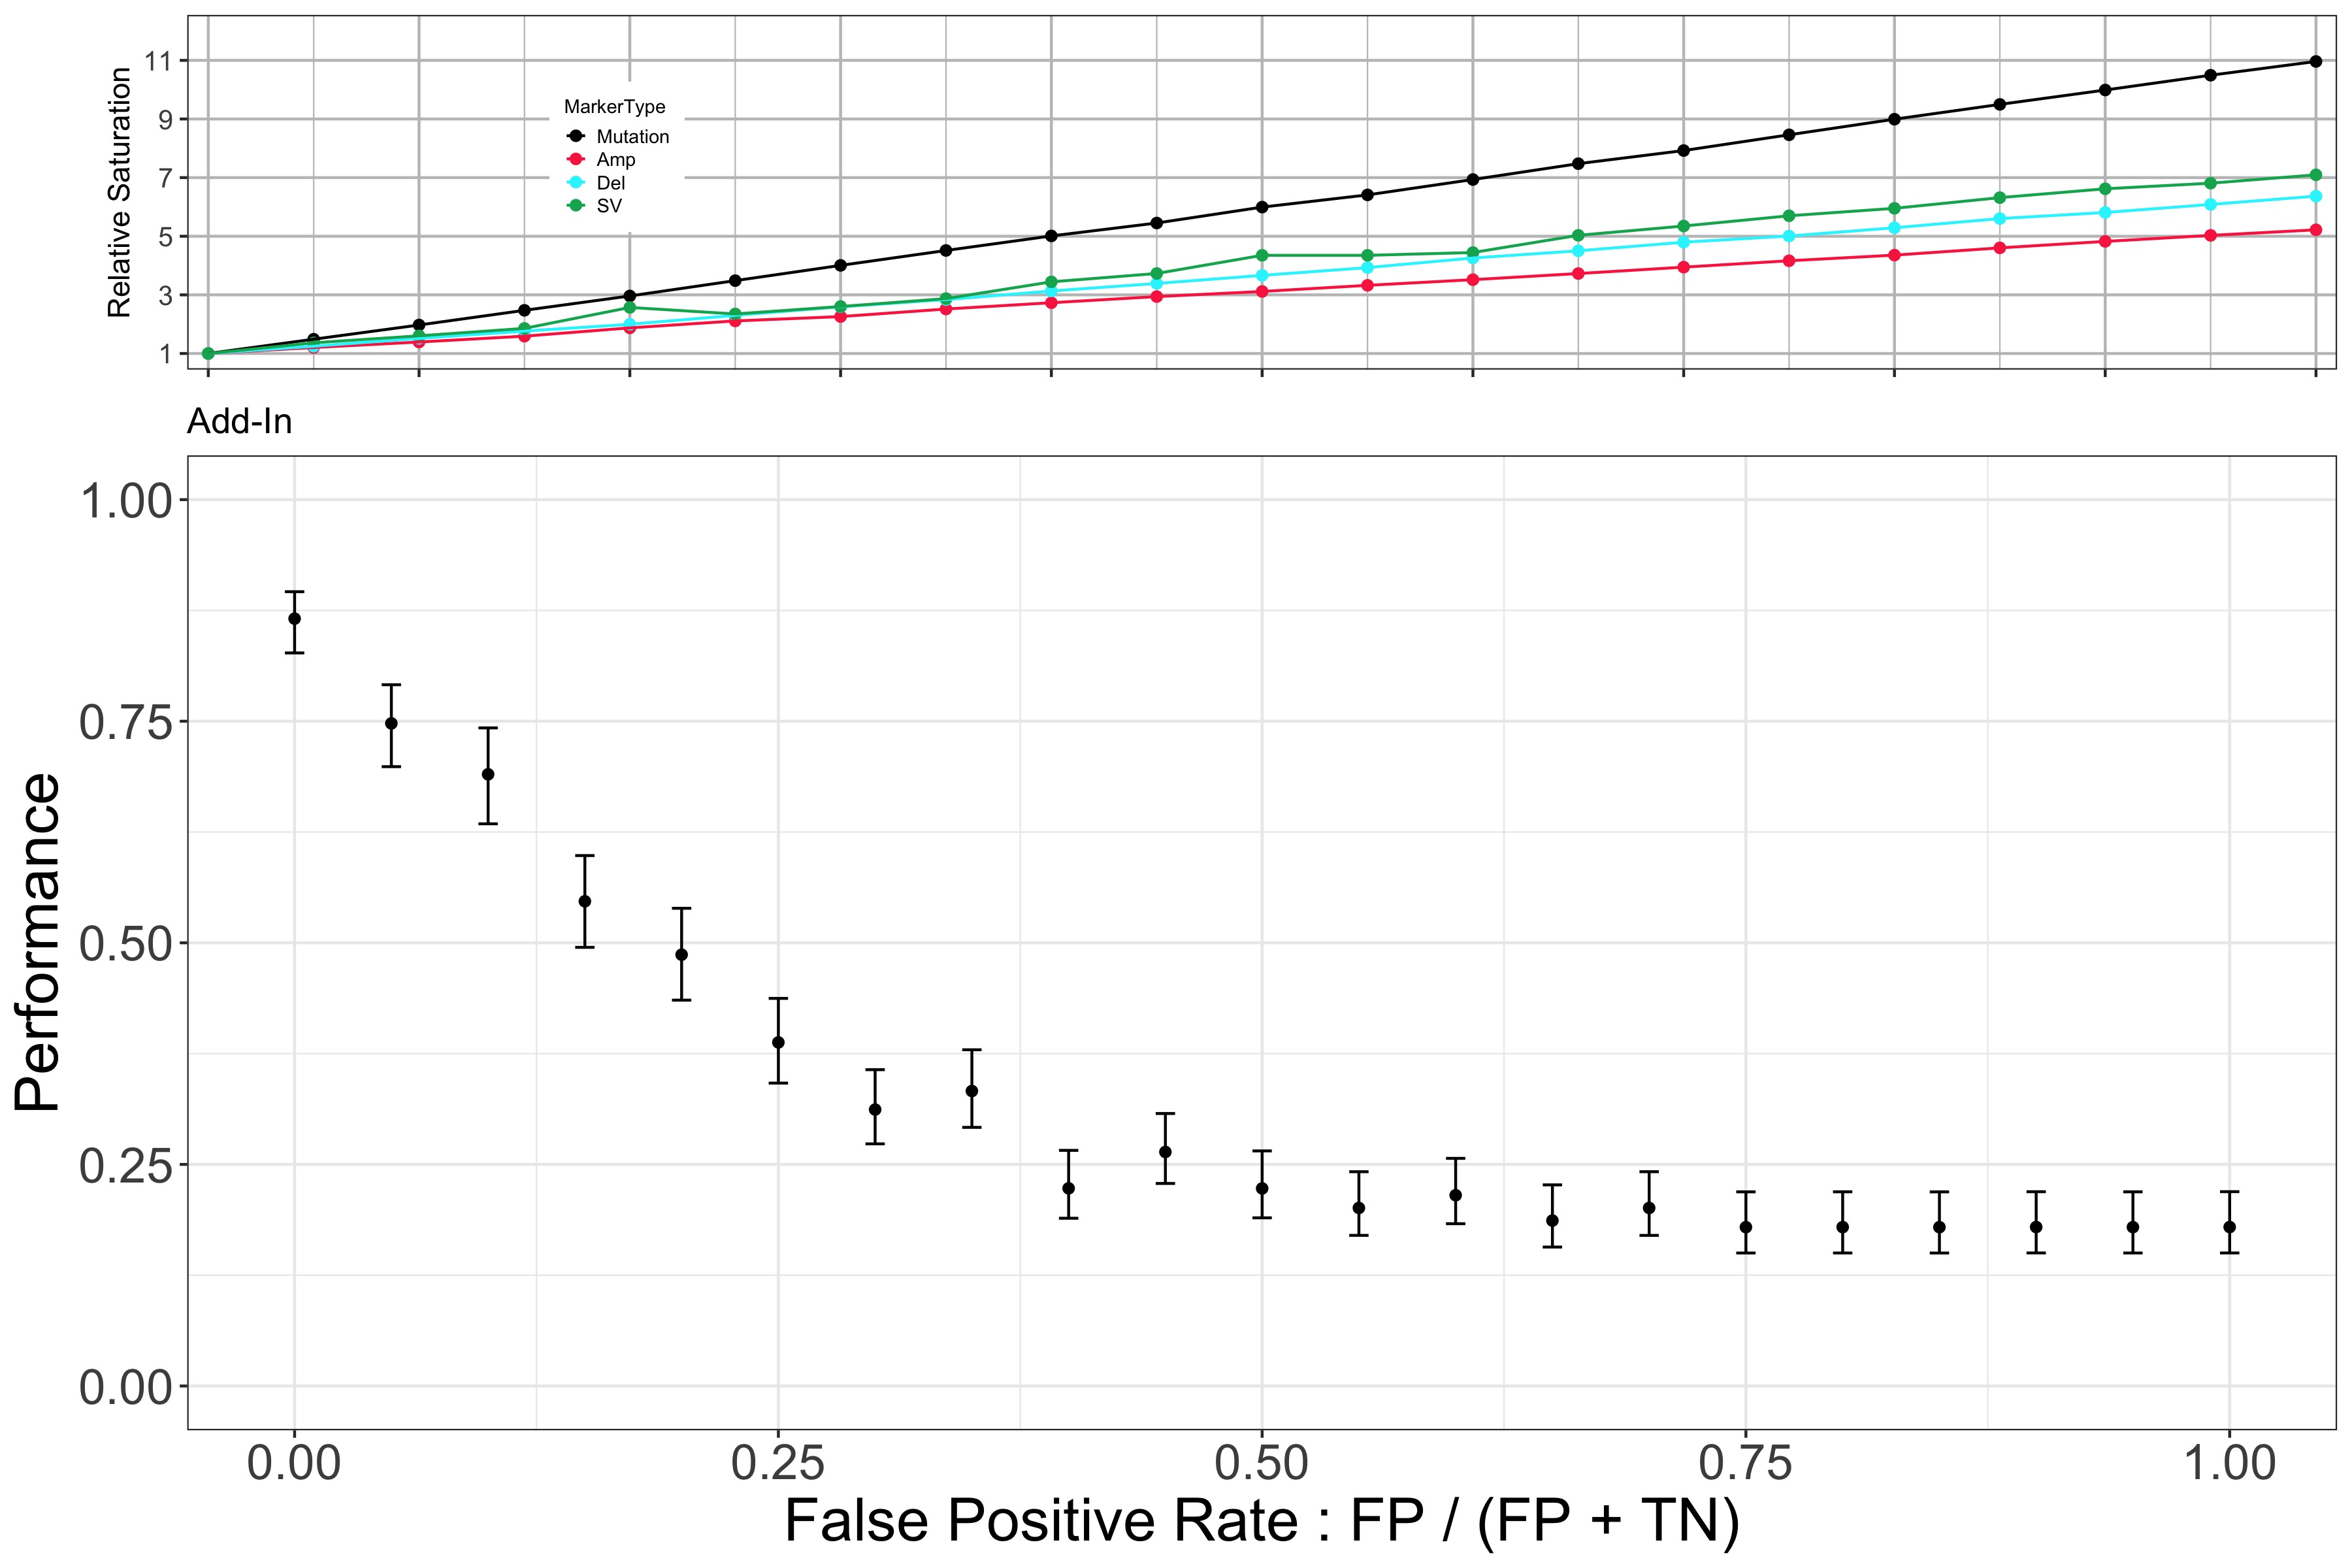 Relative Saturation
11
9
7
5
3
1
MarkerType
Mutation
Amp
Del
SV
Add-In
Performance
1.00
0.75
0.50
0.25
0.00
0.00 0.25 0.50 0.75 1.00
False Positive Rate : FP / (FP + TN)